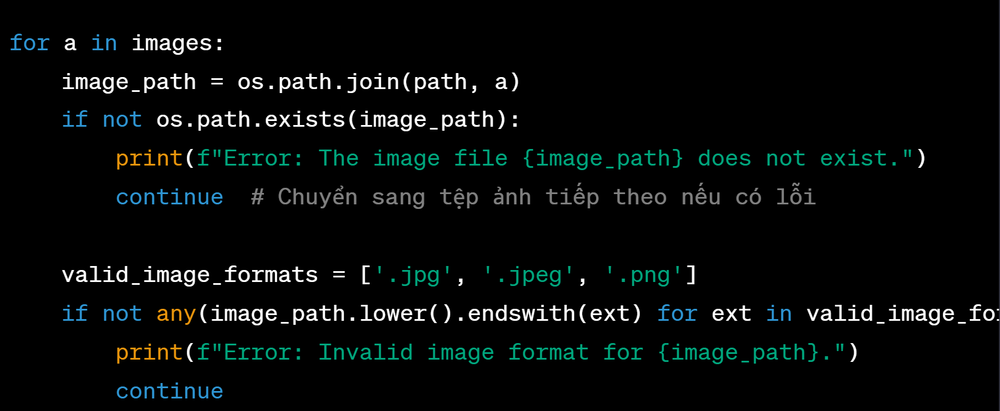 for a in images:
    image_path = os.path.join(path, a)
    if not os.path.exists(image_path):
        print(f"Error: The image file {image_path} does not exist.")
        continue  # Chuyển sang tệp ảnh tiếp theo nếu có lỗi
    valid_image_formats = ['.jpg', '.jpeg', '.png']
    if not any(image_path.lower().endswith(ext) for ext in valid_image_fo
        print(f"Error: Invalid image format for {image_path}.")
        continue